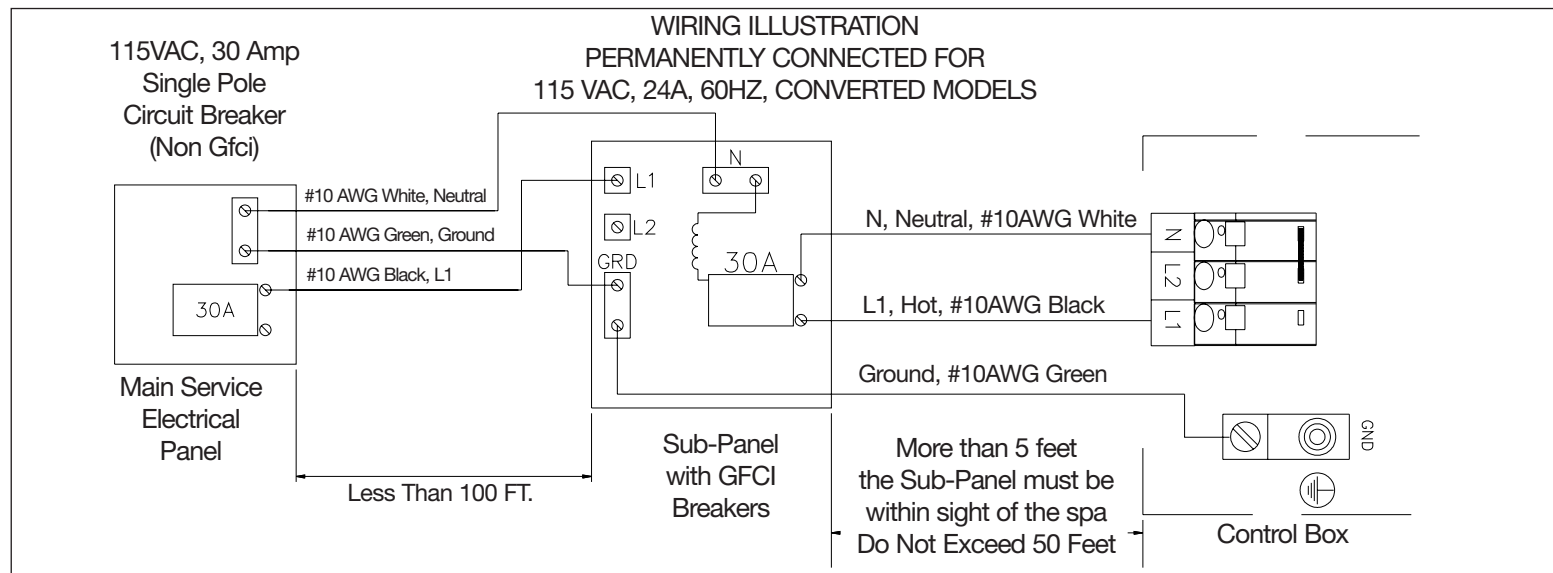 WIRING ILLUSTRATION
PERMANENTLY CONNECTED FOR
115 VAC, 24A, 60HZ, CONVERTED MODELS
115VAC, 30 Amp
Single Pole
Circuit Breaker
(Non Gfci)
#10 AWG White, Neutral
#10 AWG Green, Ground
#10 AWG Black, L1
30A
Main Service
Electrical
Panel
Less Than 100 FT.
L1
N
L2
GRD
30A
Sub-Panel
with GFCI
Breakers
N, Neutral, #10AWG White
L1, Hot, #10AWG Black
Ground, #10AWG Green
More than 5 feet
the Sub-Panel must be
within sight of the spa
Do Not Exceed 50 Feet
N
L2
L1
GND
Control Box